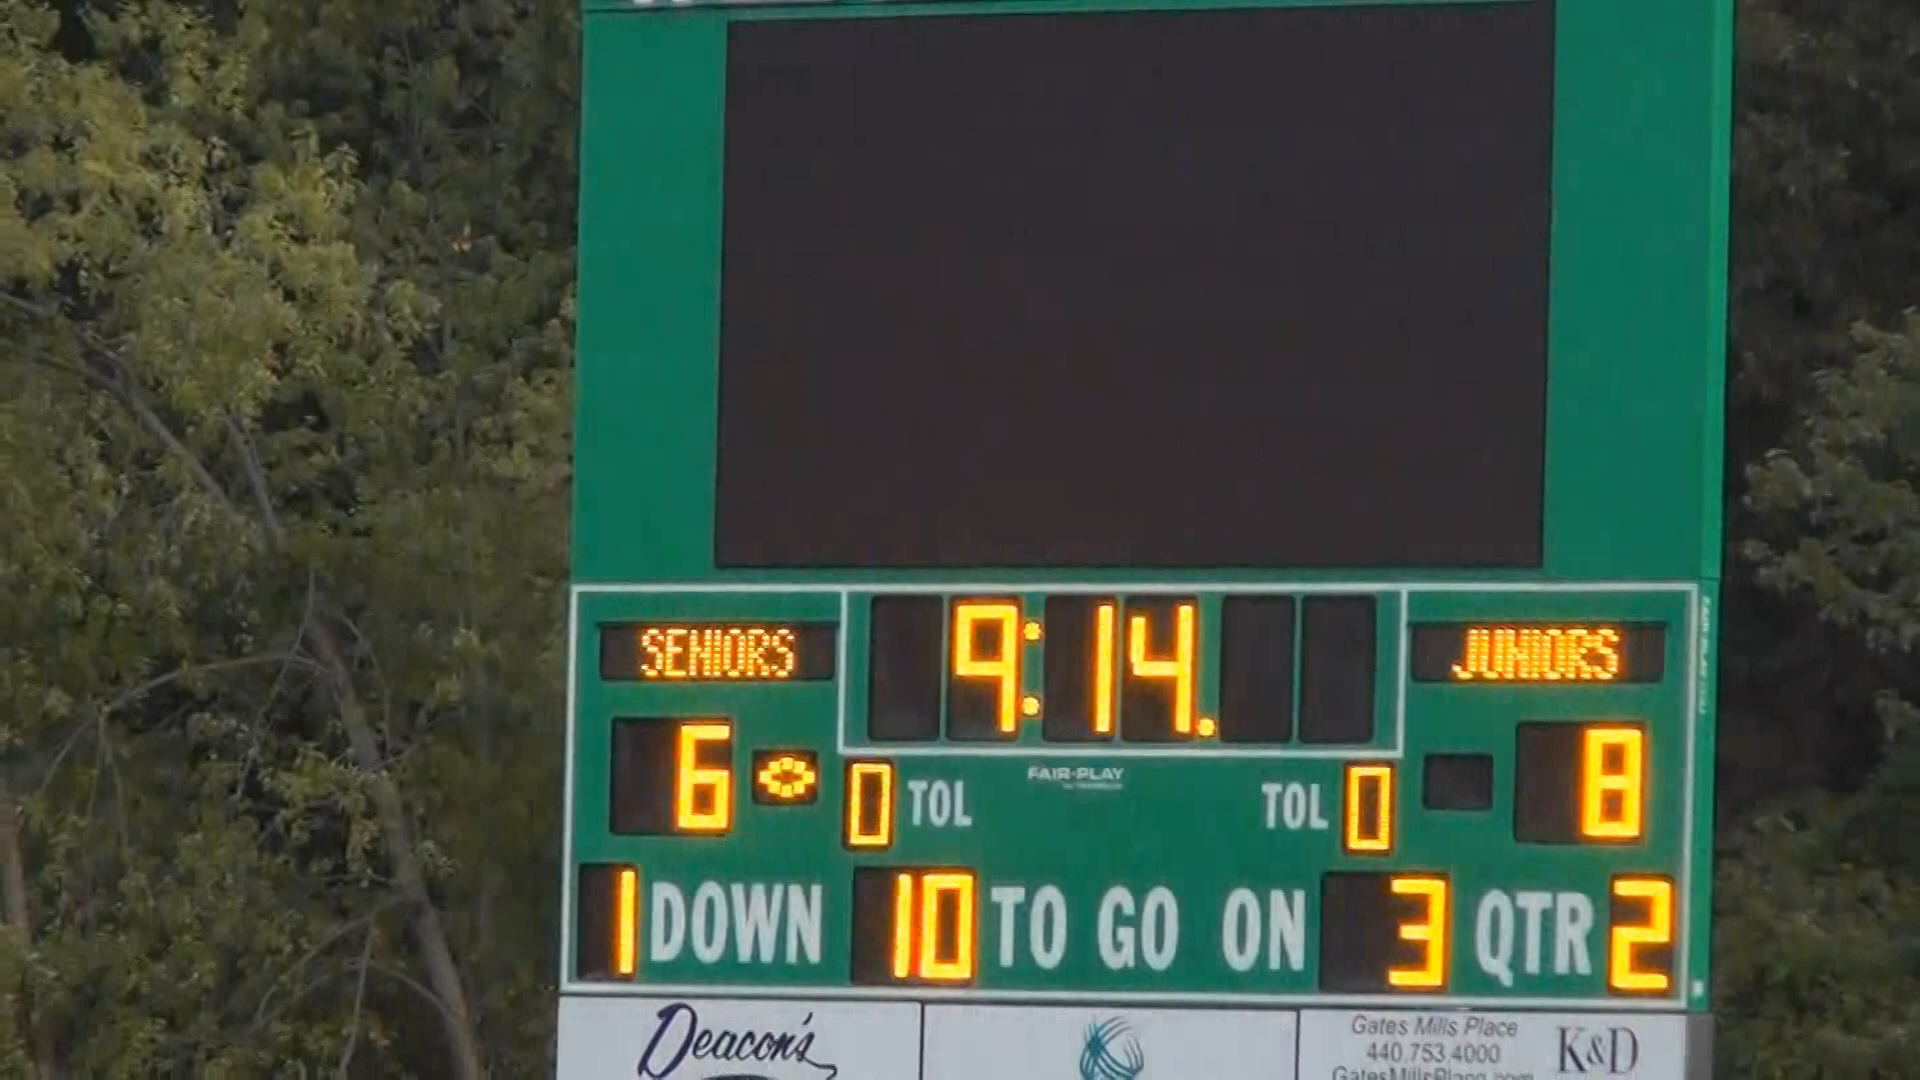 9:14.
SENIORS
JUNIORS
6
8
FAIR-PLAY
0 TOL
TOL 0
1 DOWN 10 TO GO ON 3 QTR 2
Deacon's
Gates Mills Place
440.753.4000
K&D